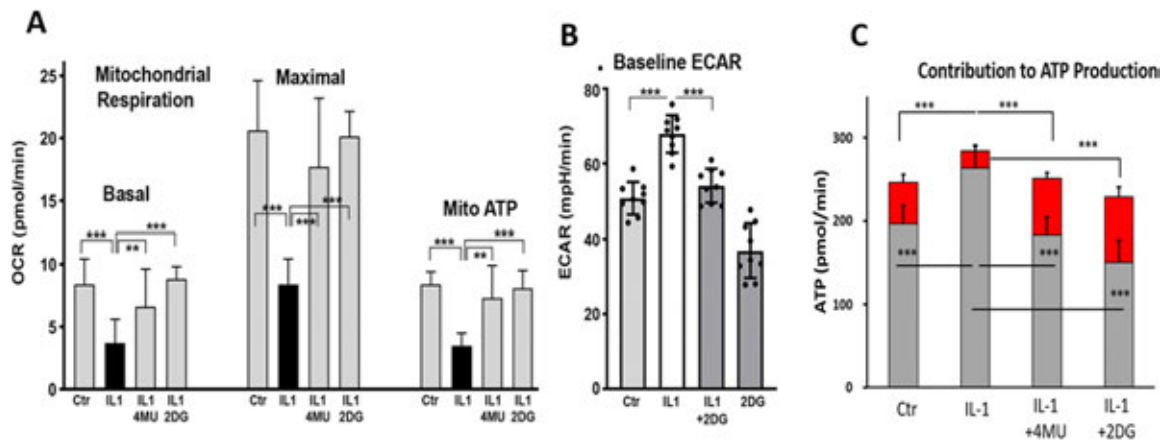 A
Mitochondrial
Respiration
Maximal
Basal
Mito ATP
OCR (pmol/min)
25
20
15
10
5
0
*** ** ***
*** *** ***
*** ** ***
Ctr IL1 IL1 IL1 Ctr IL1 IL1 IL1 Ctr IL1 IL1 IL1
4MU 2DG 4MU 2DG 4MU 2DG
B
Baseline ECAR
ECAR (mpH/min)
80
60
40
20
0
*** ***
Ctr IL1 IL1 2DG
+2DG
C
Contribution to ATP Production
ATP (pmol/min)
300
200
100
0
*** ***
***
*** ***
***
Ctr IL-1 IL-1 IL-1
+4MU +2DG